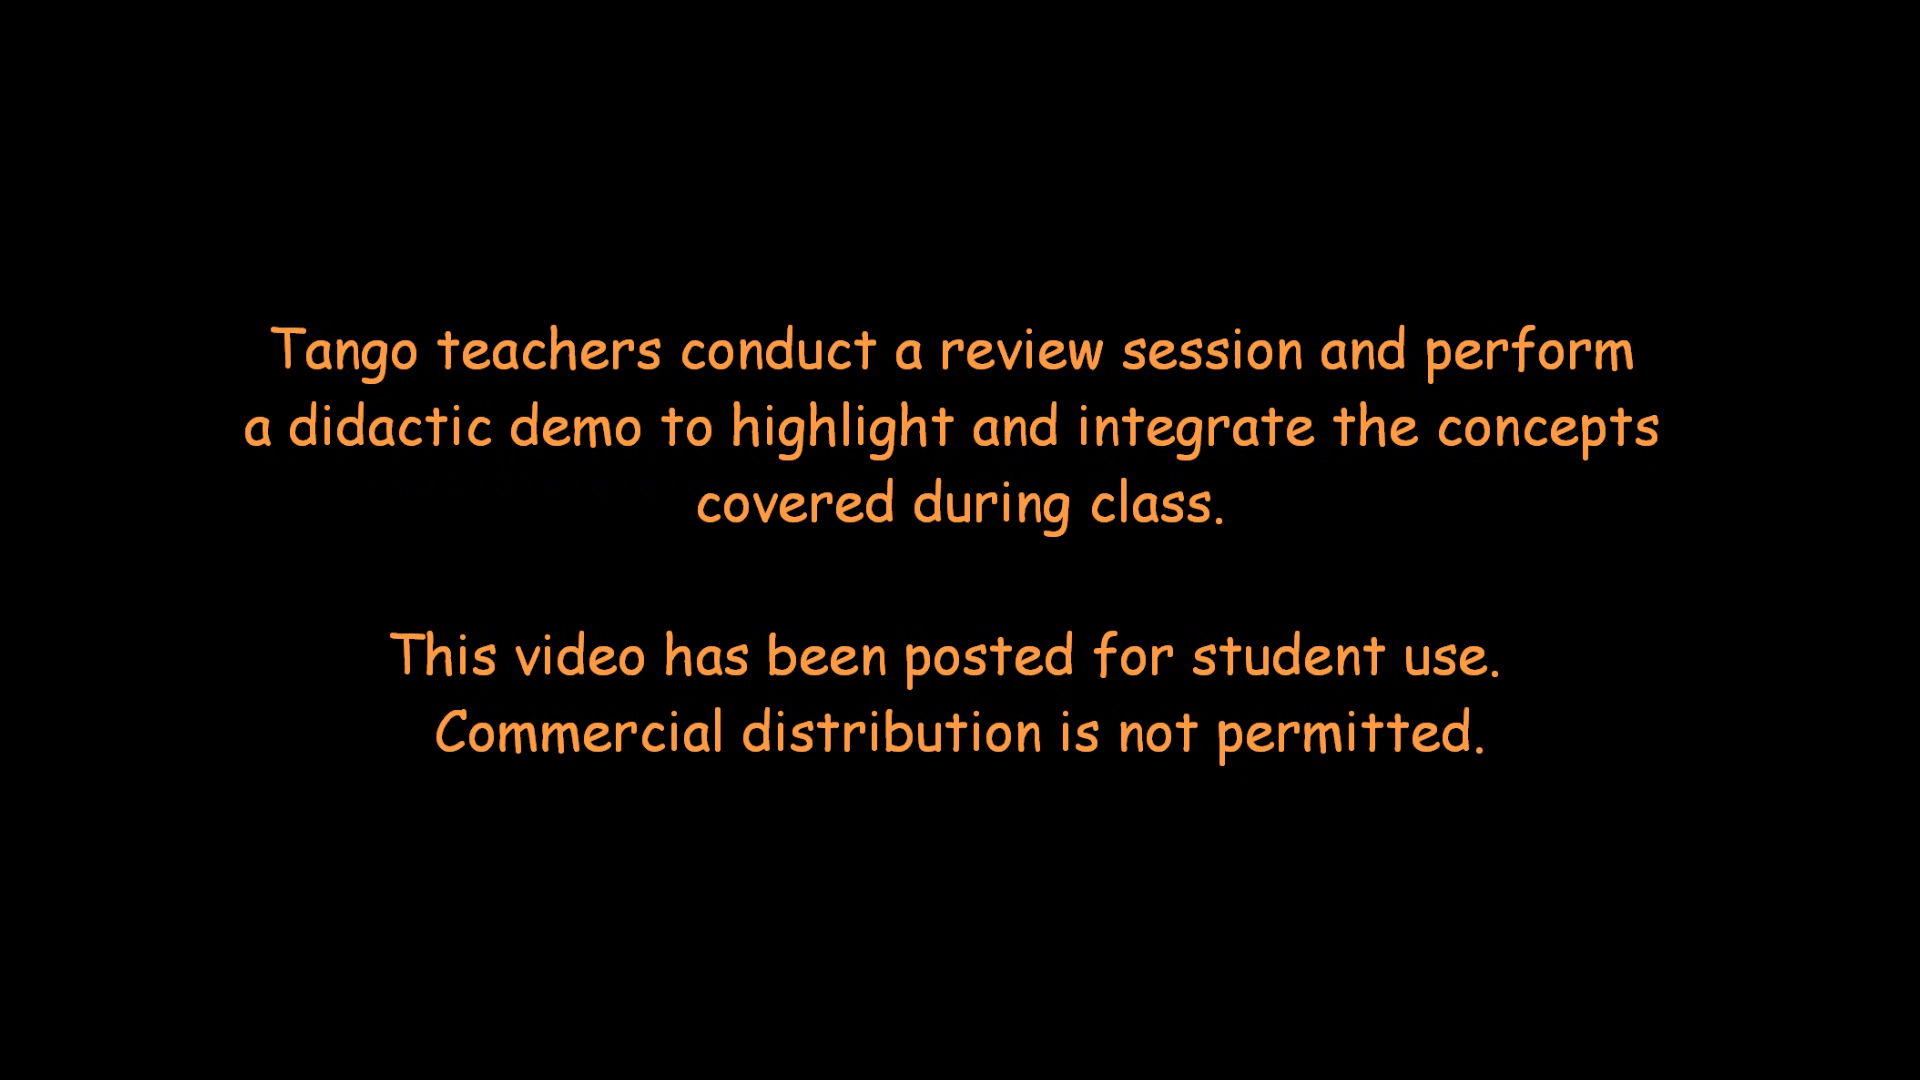 Tango teachers conduct a review session and perform
a didactic demo to highlight and integrate the concepts
covered during class.
This video has been posted for student use.
Commercial distribution is not permitted.